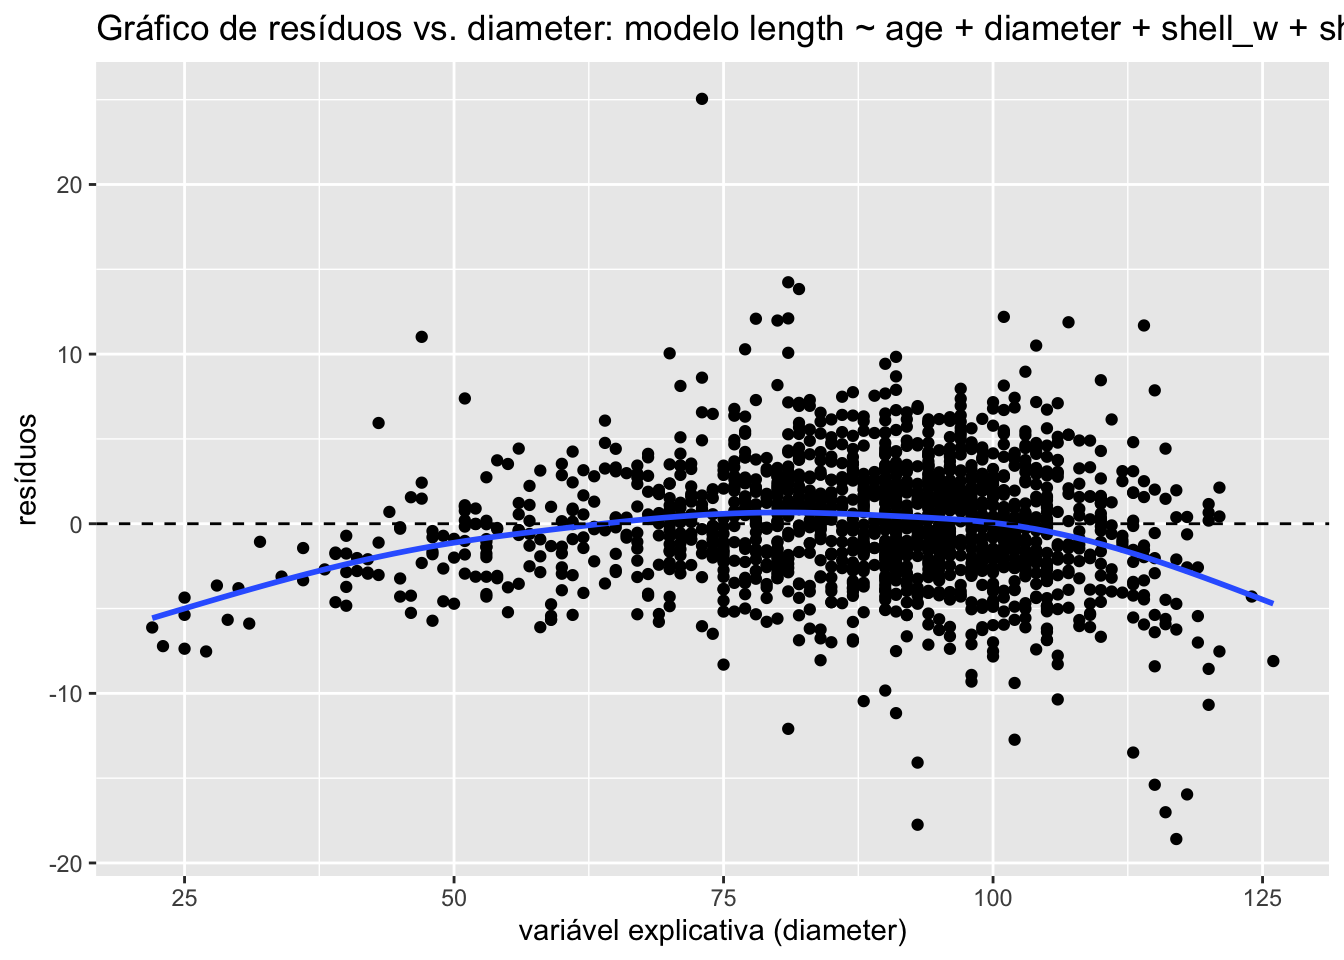 Gráfico de resíduos vs. diameter: modelo length ~ age + diameter + shell_w +
20
10
0
-10
-20
resíduos
25 50 75 100 125
variável explicativa (diameter)